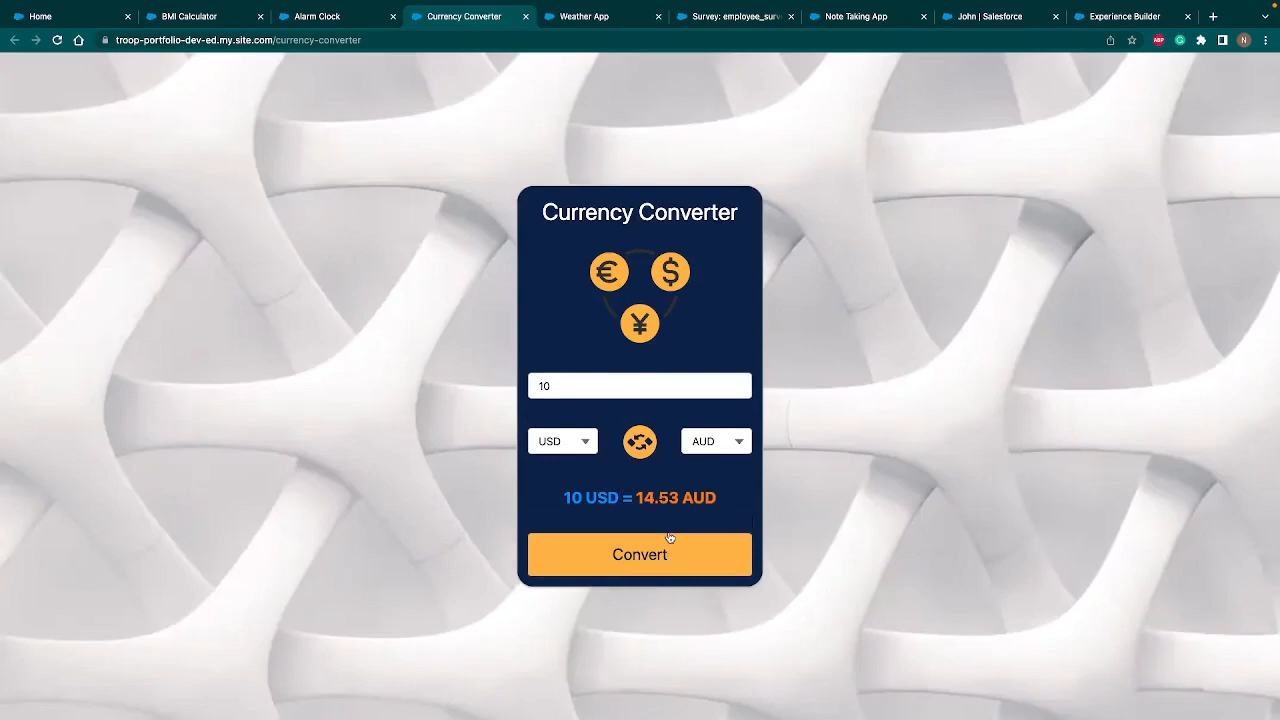 Home
BMI Calculator
Alarm Clock
Currency Converter
Weather App
Survey: employee_surv
Note Taking App
John | Salesforce
Experience Builder
troop-portfolio-dev-ed.my.site.com/currency-converter
ABP
N
Currency Converter
€ $
¥
10
USD AUD
10 USD = 14.53 AUD
Convert